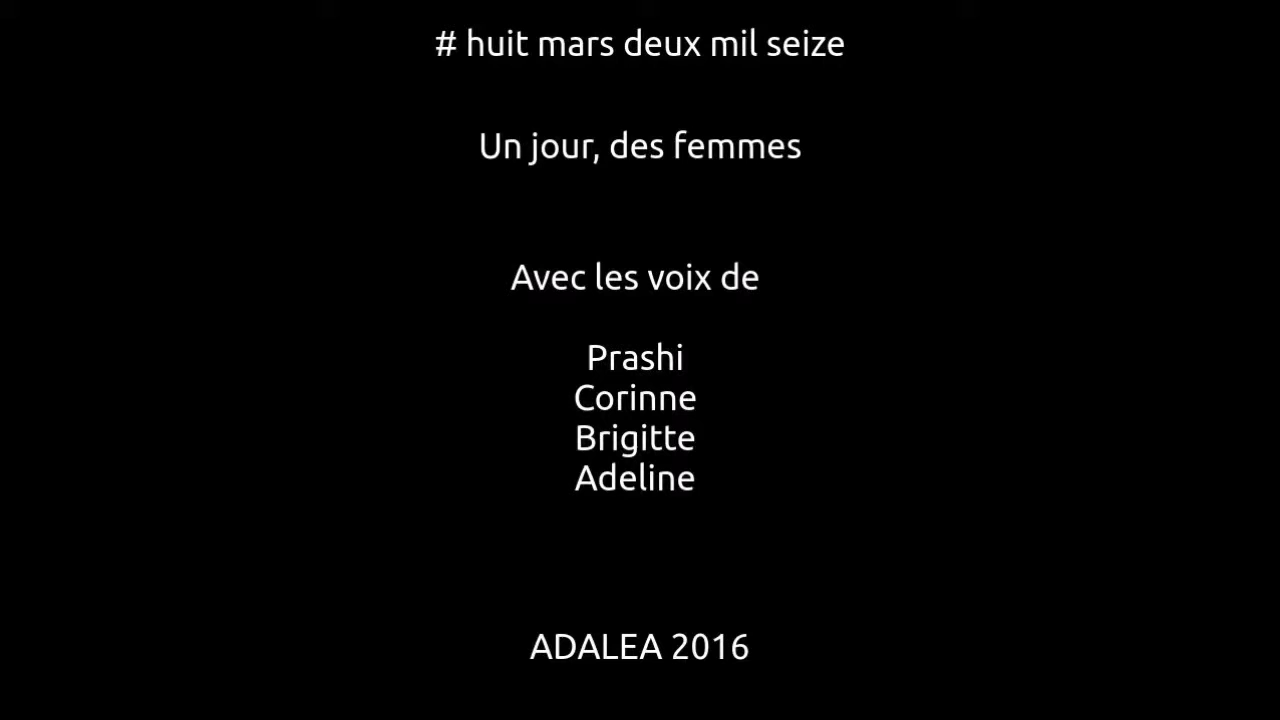 # huit mars deux mil seize
Un jour, des femmes
Avec les voix de
Prashi
Corinne
Brigitte
Adeline
ADALEA 2016